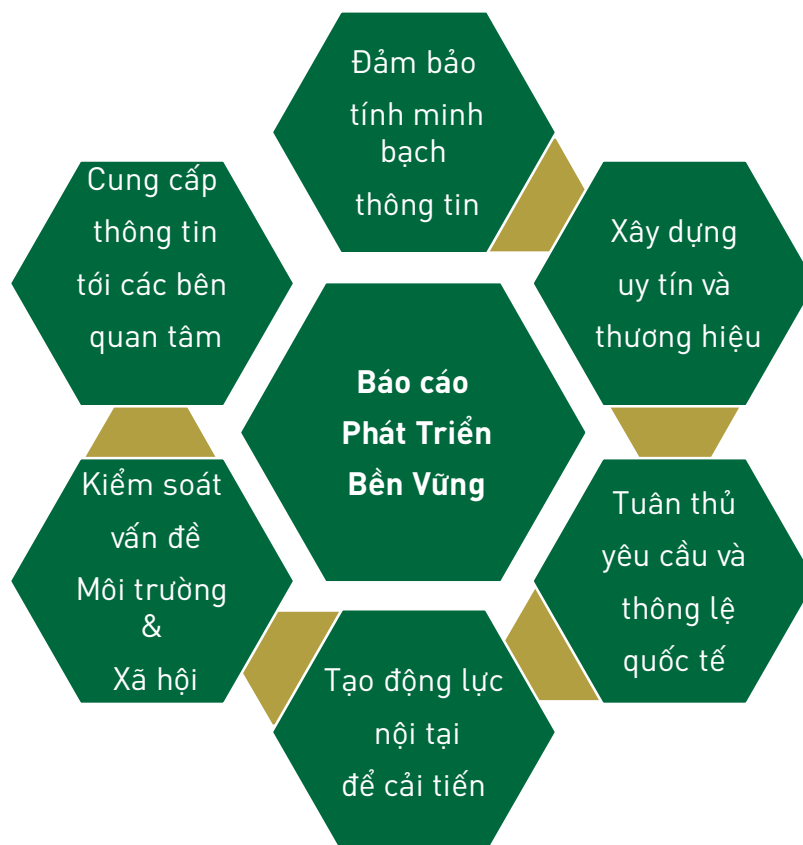 Đảm bảo
tính minh
bạch
thông tin
Xây dựng
uy tín và
thương hiệu
Tuân thủ
yêu cầu và
thông lệ
quốc tế
Tạo động lực
nội tại
để cải tiến
Kiểm soát
vấn đề
Môi trường
&
Xã hội
Cung cấp
thông tin
tới các bên
quan tâm
Báo cáo
Phát Triển
Bền Vững